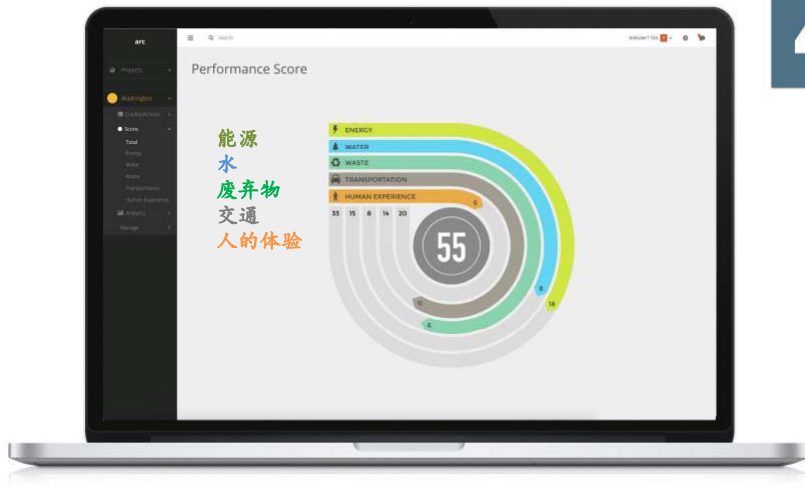 arc
Search
Projects
Washington
Credits/Actions
Score
Total
Energy
Water
Waste
Transportation
Human Experience
Analytics
Manage
Performance Score
能源
水
废弃物
交通
人的体验
ENERGY
WATER
WASTE
TRANSPORTATION
HUMAN EXPERIENCE
6
33 15 8 14 20
55
8
18
11
6